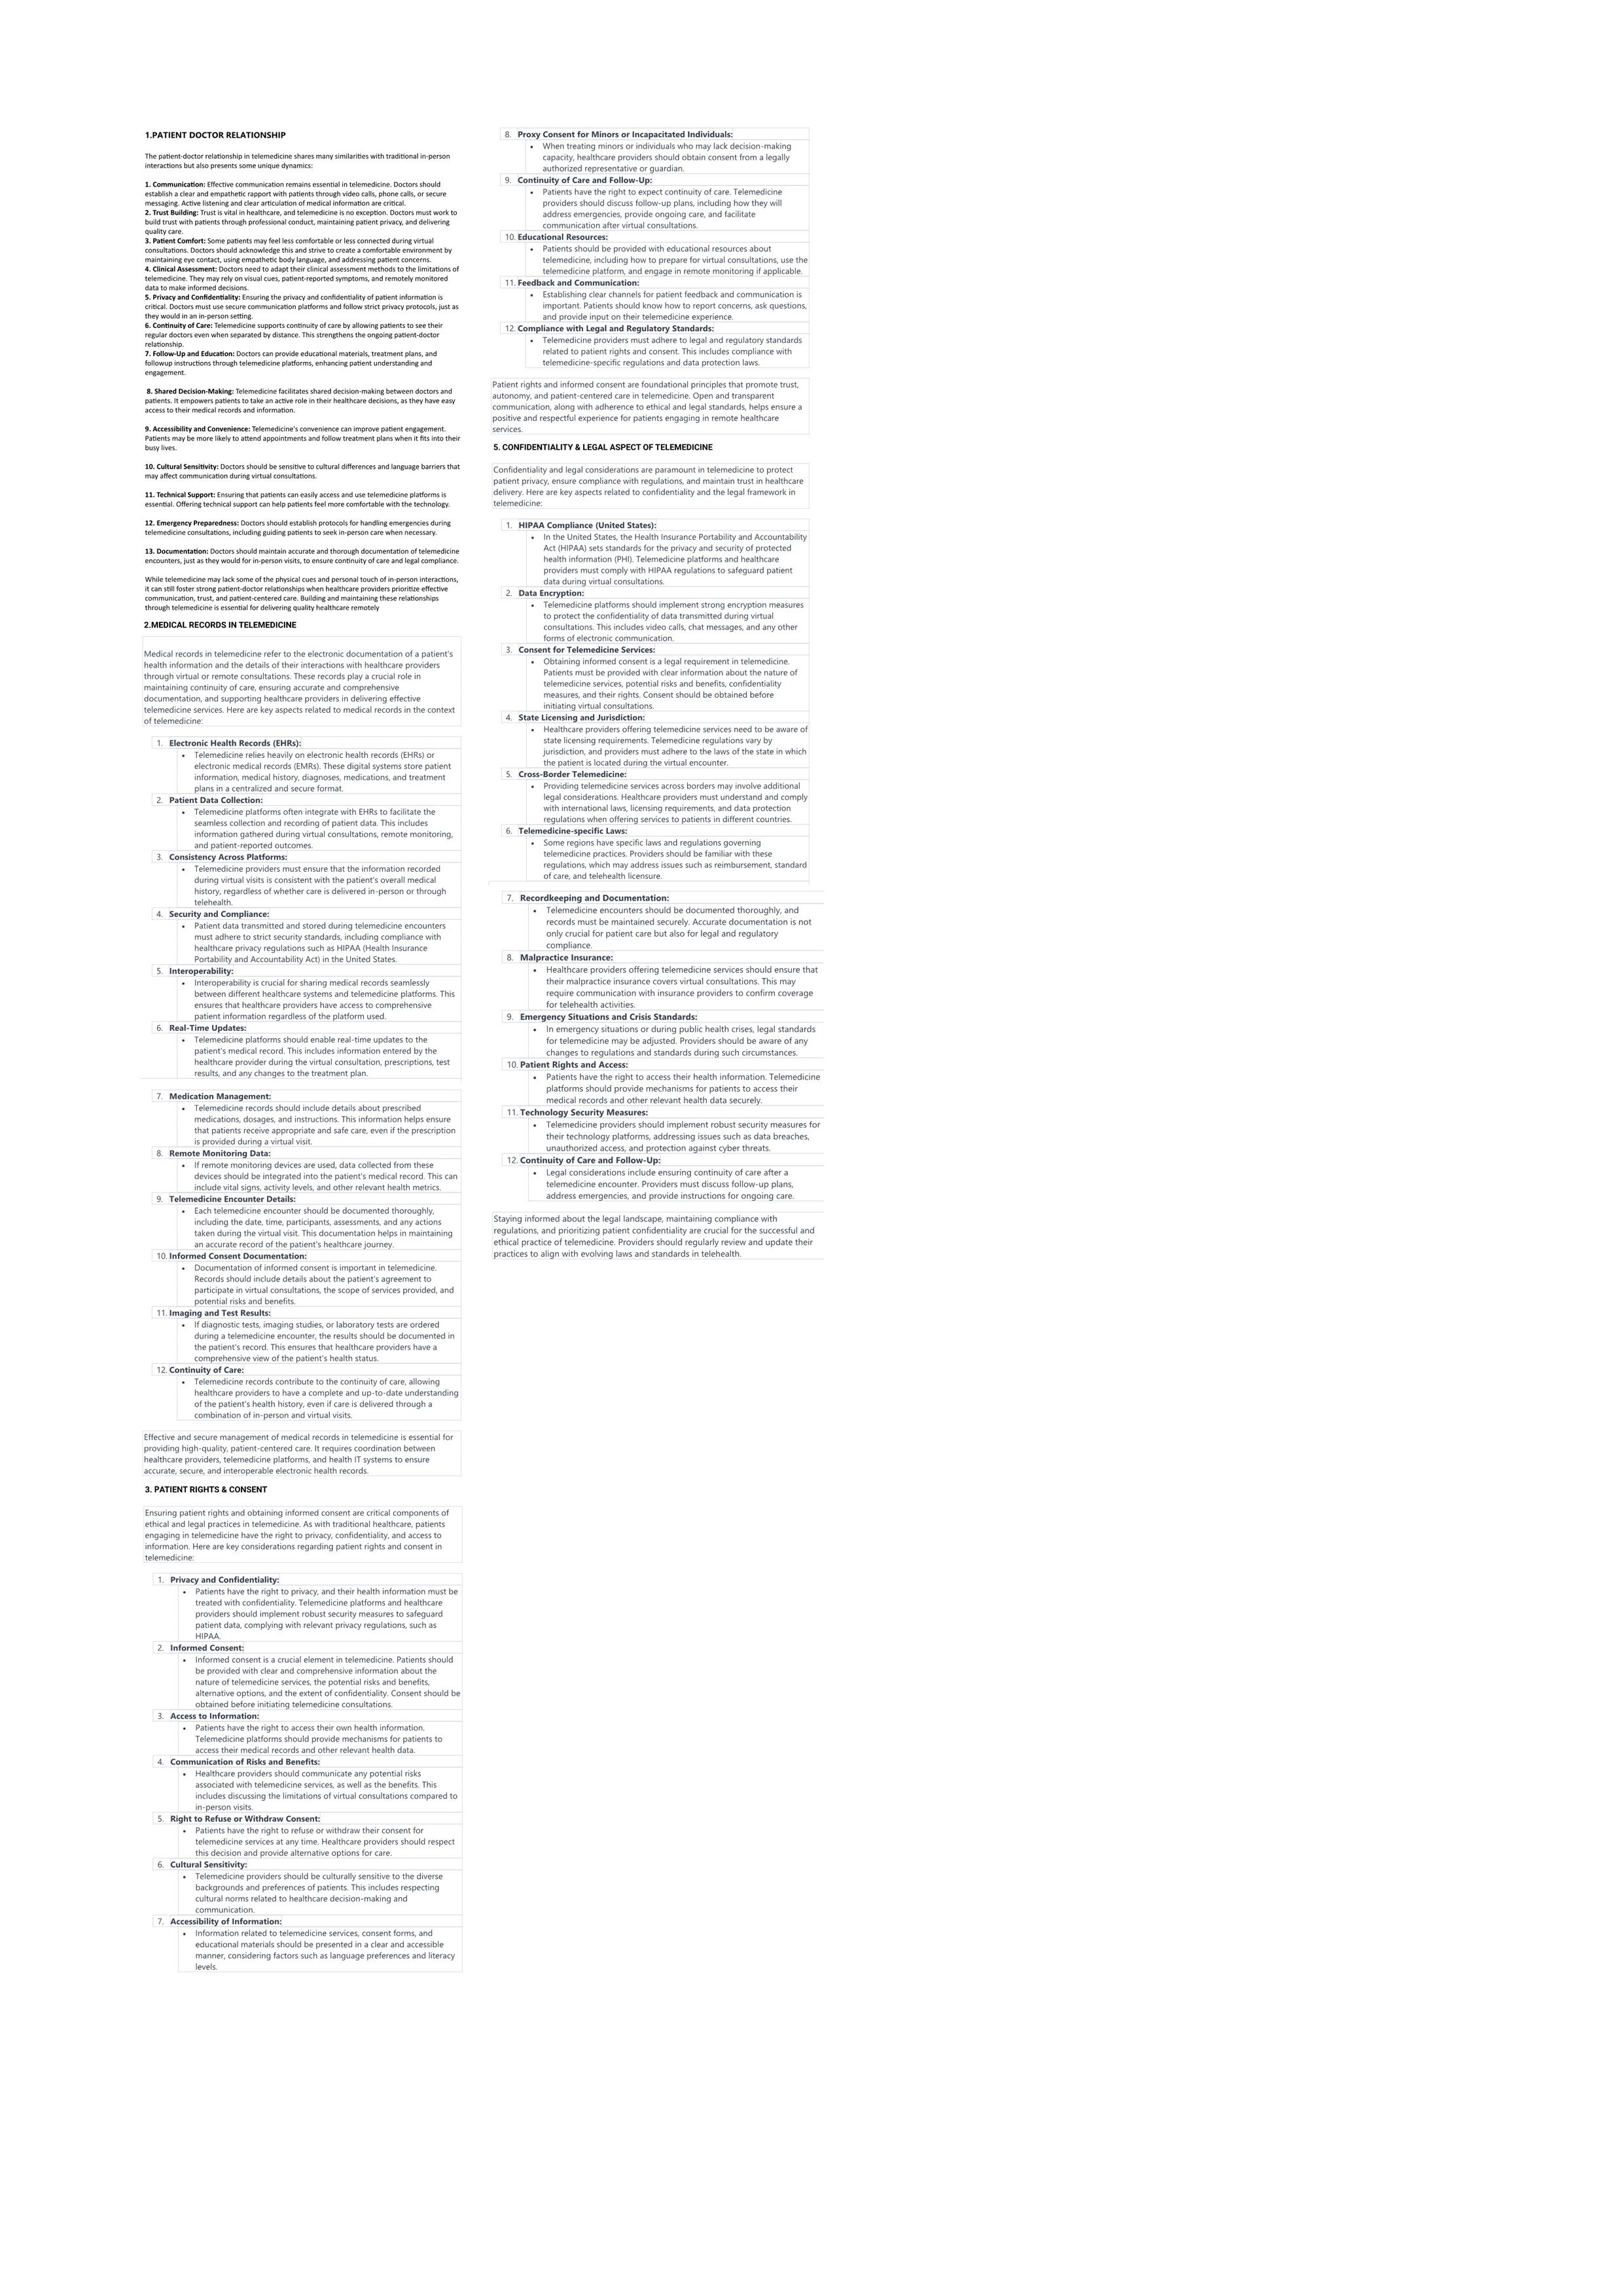 1.PATIENT DOCTOR RELATIONSHIP
The patient-doctor relationship in telemedicine shares many similarities with traditional in-person
interactions but also presents some unique dynamics:
1. Communication: Effective communication remains essential in telemedicine. Doctors should
establish a clear and empathetic rapport with patients through video calls, phone calls, or secure
messaging. Active listening and clear articulation of medical information are critical.
2. Trust Building: Trust is vital in healthcare, and telemedicine is no exception. Doctors must work to
build trust with patients through professional conduct, maintaining patient privacy, and delivering
quality care.
3. Patient Comfort: Some patients may feel less comfortable or less connected during virtual
consultations. Doctors should acknowledge this and strive to create a comfortable environment by
maintaining eye contact, using empathetic body language, and addressing patient concerns.
4. Clinical Assessment: Doctors need to adapt their clinical assessment methods to the limitations of
telemedicine. They may rely on visual cues, patient-reported symptoms, and remotely monitored
data to make informed decisions.
5. Privacy and Confidentiality: Ensuring the privacy and confidentiality of patient information is
critical. Doctors must use secure communication platforms and follow strict privacy protocols, just as
they would in an in-person setting.
6. Continuity of Care: Telemedicine supports continuity of care by allowing patients to see their
regular doctors even when separated by distance. This strengthens the ongoing patient-doctor
relationship.
7. Follow-Up and Education: Doctors can provide educational materials, treatment plans, and
followup instructions through telemedicine platforms, enhancing patient understanding and
engagement.
8. Shared Decision-Making: Telemedicine facilitates shared decision-making between doctors and
patients. It empowers patients to take an active role in their healthcare decisions, as they have easy
access to their medical records and information.
9. Accessibility and Convenience: Telemedicine's convenience can improve patient engagement.
Patients may be more likely to attend appointments and follow treatment plans when it fits into their
busy lives.
10. Cultural Sensitivity: Doctors should be sensitive to cultural differences and language barriers that
may affect communication during virtual consultations.
11. Technical Support: Ensuring that patients can easily access and use telemedicine platforms is
essential. Offering technical support can help patients feel more comfortable with the technology.
12. Emergency Preparedness: Doctors should establish protocols for handling emergencies during
telemedicine consultations, including guiding patients to seek in-person care when necessary.
13. Documentation: Doctors should maintain accurate and thorough documentation of telemedicine
encounters, just as they would for in-person visits, to ensure continuity of care and legal compliance.
While telemedicine may lack some of the physical cues and personal touch of in-person interactions,
it can still foster strong patient-doctor relationships when healthcare providers prioritize effective
communication, trust, and patient-centered care. Building and maintaining these relationships
through telemedicine is essential for delivering quality healthcare remotely
2.MEDICAL RECORDS IN TELEMEDICINE
Medical records in telemedicine refer to the electronic documentation of a patient's
health information and the details of their interactions with healthcare providers
through virtual or remote consultations. These records play a crucial role in
maintaining continuity of care, ensuring accurate and comprehensive
documentation, and supporting healthcare providers in delivering effective
telemedicine services. Here are key aspects related to medical records in the context
of telemedicine:
1. Electronic Health Records (EHRs):
• Telemedicine relies heavily on electronic health records (EHRs) or
electronic medical records (EMRs). These digital systems store patient
information, medical history, diagnoses, medications, and treatment
plans in a centralized and secure format.
2. Patient Data Collection:
• Telemedicine platforms often integrate with EHRs to facilitate the
seamless collection and recording of patient data. This includes
information gathered during virtual consultations, remote monitoring,
and patient-reported outcomes.
3. Consistency Across Platforms:
• Telemedicine providers must ensure that the information recorded
during virtual visits is consistent with the patient's overall medical
history, regardless of whether care is delivered in-person or through
telehealth.
4. Security and Compliance:
• Patient data transmitted and stored during telemedicine encounters
must adhere to strict security standards, including compliance with
healthcare privacy regulations such as HIPAA (Health Insurance
Portability and Accountability Act) in the United States.
5. Interoperability:
• Interoperability is crucial for sharing medical records seamlessly
between different healthcare systems and telemedicine platforms. This
ensures that healthcare providers have access to comprehensive
patient information regardless of the platform used.
6. Real-Time Updates:
• Telemedicine platforms should enable real-time updates to the
patient's medical record. This includes information entered by the
healthcare provider during the virtual consultation, prescriptions, test
results, and any changes to the treatment plan.
7. Medication Management:
• Telemedicine records should include details about prescribed
medications, dosages, and instructions. This information helps ensure
that patients receive appropriate and safe care, even if the prescription
is provided during a virtual visit.
8. Remote Monitoring Data:
• If remote monitoring devices are used, data collected from these
devices should be integrated into the patient's medical record. This can
include vital signs, activity levels, and other relevant health metrics.
9. Telemedicine Encounter Details:
• Each telemedicine encounter should be documented thoroughly,
including the date, time, participants, assessments, and any actions
taken during the virtual visit. This documentation helps in maintaining
an accurate record of the patient's healthcare journey.
10. Informed Consent Documentation:
• Documentation of informed consent is important in telemedicine.
Records should include details about the patient's agreement to
participate in virtual consultations, the scope of services provided, and
potential risks and benefits.
11. Imaging and Test Results:
• If diagnostic tests, imaging studies, or laboratory tests are ordered
during a telemedicine encounter, the results should be documented in
the patient's record. This ensures that healthcare providers have a
comprehensive view of the patient's health status.
12. Continuity of Care:
• Telemedicine records contribute to the continuity of care, allowing
healthcare providers to have a complete and up-to-date understanding
of the patient's health history, even if care is delivered through a
combination of in-person and virtual visits.
Effective and secure management of medical records in telemedicine is essential for
providing high-quality, patient-centered care. It requires coordination between
healthcare providers, telemedicine platforms, and health IT systems to ensure
accurate, secure, and interoperable electronic health records.
3. PATIENT RIGHTS & CONSENT
Ensuring patient rights and obtaining informed consent are critical components of
ethical and legal practices in telemedicine. As with traditional healthcare, patients
engaging in telemedicine have the right to privacy, confidentiality, and access to
information. Here are key considerations regarding patient rights and consent in
telemedicine:
1. Privacy and Confidentiality:
• Patients have the right to privacy, and their health information must be
treated with confidentiality. Telemedicine platforms and healthcare
providers should implement robust security measures to safeguard
patient data, complying with relevant privacy regulations, such as
HIPAA.
2. Informed Consent:
• Informed consent is a crucial element in telemedicine. Patients should
be provided with clear and comprehensive information about the
nature of telemedicine services, the potential risks and benefits,
alternative options, and the extent of confidentiality. Consent should be
obtained before initiating telemedicine consultations.
3. Access to Information:
• Patients have the right to access their own health information.
Telemedicine platforms should provide mechanisms for patients to
access their medical records and other relevant health data.
4. Communication of Risks and Benefits:
• Healthcare providers should communicate any potential risks
associated with telemedicine services, as well as the benefits. This
includes discussing the limitations of virtual consultations compared to
in-person visits.
5. Right to Refuse or Withdraw Consent:
• Patients have the right to refuse or withdraw their consent for
telemedicine services at any time. Healthcare providers should respect
this decision and provide alternative options for care.
6. Cultural Sensitivity:
• Telemedicine providers should be culturally sensitive to the diverse
backgrounds and preferences of patients. This includes respecting
cultural norms related to healthcare decision-making and
communication.
7. Accessibility of Information:
• Information related to telemedicine services, consent forms, and
educational materials should be presented in a clear and accessible
manner, considering factors such as language preferences and literacy
levels.
8. Proxy Consent for Minors or Incapacitated Individuals:
• When treating minors or individuals who may lack decision-making
capacity, healthcare providers should obtain consent from a legally
authorized representative or guardian.
9. Continuity of Care and Follow-Up:
• Patients have the right to expect continuity of care. Telemedicine
providers should discuss follow-up plans, including how they will
address emergencies, provide ongoing care, and facilitate
communication after virtual consultations.
10. Educational Resources:
• Patients should be provided with educational resources about
telemedicine, including how to prepare for virtual consultations, use the
telemedicine platform, and engage in remote monitoring if applicable.
11. Feedback and Communication:
• Establishing clear channels for patient feedback and communication is
important. Patients should know how to report concerns, ask questions,
and provide input on their telemedicine experience.
12. Compliance with Legal and Regulatory Standards:
• Telemedicine providers must adhere to legal and regulatory standards
related to patient rights and consent. This includes compliance with
telemedicine-specific regulations and data protection laws.
Patient rights and informed consent are foundational principles that promote trust,
autonomy, and patient-centered care in telemedicine. Open and transparent
communication, along with adherence to ethical and legal standards, helps ensure a
positive and respectful experience for patients engaging in remote healthcare
services.
5. CONFIDENTIALITY & LEGAL ASPECT OF TELEMEDICINE
Confidentiality and legal considerations are paramount in telemedicine to protect
patient privacy, ensure compliance with regulations, and maintain trust in healthcare
delivery. Here are key aspects related to confidentiality and the legal framework in
telemedicine:
1. HIPAA Compliance (United States):
• In the United States, the Health Insurance Portability and Accountability
Act (HIPAA) sets standards for the privacy and security of protected
health information (PHI). Telemedicine platforms and healthcare
providers must comply with HIPAA regulations to safeguard patient
data during virtual consultations.
2. Data Encryption:
• Telemedicine platforms should implement strong encryption measures
to protect the confidentiality of data transmitted during virtual
consultations. This includes video calls, chat messages, and any other
forms of electronic communication.
3. Consent for Telemedicine Services:
• Obtaining informed consent is a legal requirement in telemedicine.
Patients must be provided with clear information about the nature of
telemedicine services, potential risks and benefits, confidentiality
measures, and their rights. Consent should be obtained before
initiating virtual consultations.
4. State Licensing and Jurisdiction:
• Healthcare providers offering telemedicine services need to be aware of
state licensing requirements. Telemedicine regulations vary by
jurisdiction, and providers must adhere to the laws of the state in which
the patient is located during the virtual encounter.
5. Cross-Border Telemedicine:
• Providing telemedicine services across borders may involve additional
legal considerations. Healthcare providers must understand and comply
with international laws, licensing requirements, and data protection
regulations when offering services to patients in different countries.
6. Telemedicine-specific Laws:
• Some regions have specific laws and regulations governing
telemedicine practices. Providers should be familiar with these
regulations, which may address issues such as reimbursement, standard
of care, and telehealth licensure.
7. Recordkeeping and Documentation:
• Telemedicine encounters should be documented thoroughly, and
records must be maintained securely. Accurate documentation is not
only crucial for patient care but also for legal and regulatory
compliance.
8. Malpractice Insurance:
• Healthcare providers offering telemedicine services should ensure that
their malpractice insurance covers virtual consultations. This may
require communication with insurance providers to confirm coverage
for telehealth activities.
9. Emergency Situations and Crisis Standards:
• In emergency situations or during public health crises, legal standards
for telemedicine may be adjusted. Providers should be aware of any
changes to regulations and standards during such circumstances.
10. Patient Rights and Access:
• Patients have the right to access their health information. Telemedicine
platforms should provide mechanisms for patients to access their
medical records and other relevant health data securely.
11. Technology Security Measures:
• Telemedicine providers should implement robust security measures for
their technology platforms, addressing issues such as data breaches,
unauthorized access, and protection against cyber threats.
12. Continuity of Care and Follow-Up:
• Legal considerations include ensuring continuity of care after a
telemedicine encounter. Providers must discuss follow-up plans,
address emergencies, and provide instructions for ongoing care.
Staying informed about the legal landscape, maintaining compliance with
regulations, and prioritizing patient confidentiality are crucial for the successful and
ethical practice of telemedicine. Providers should regularly review and update their
practices to align with evolving laws and standards in telehealth.